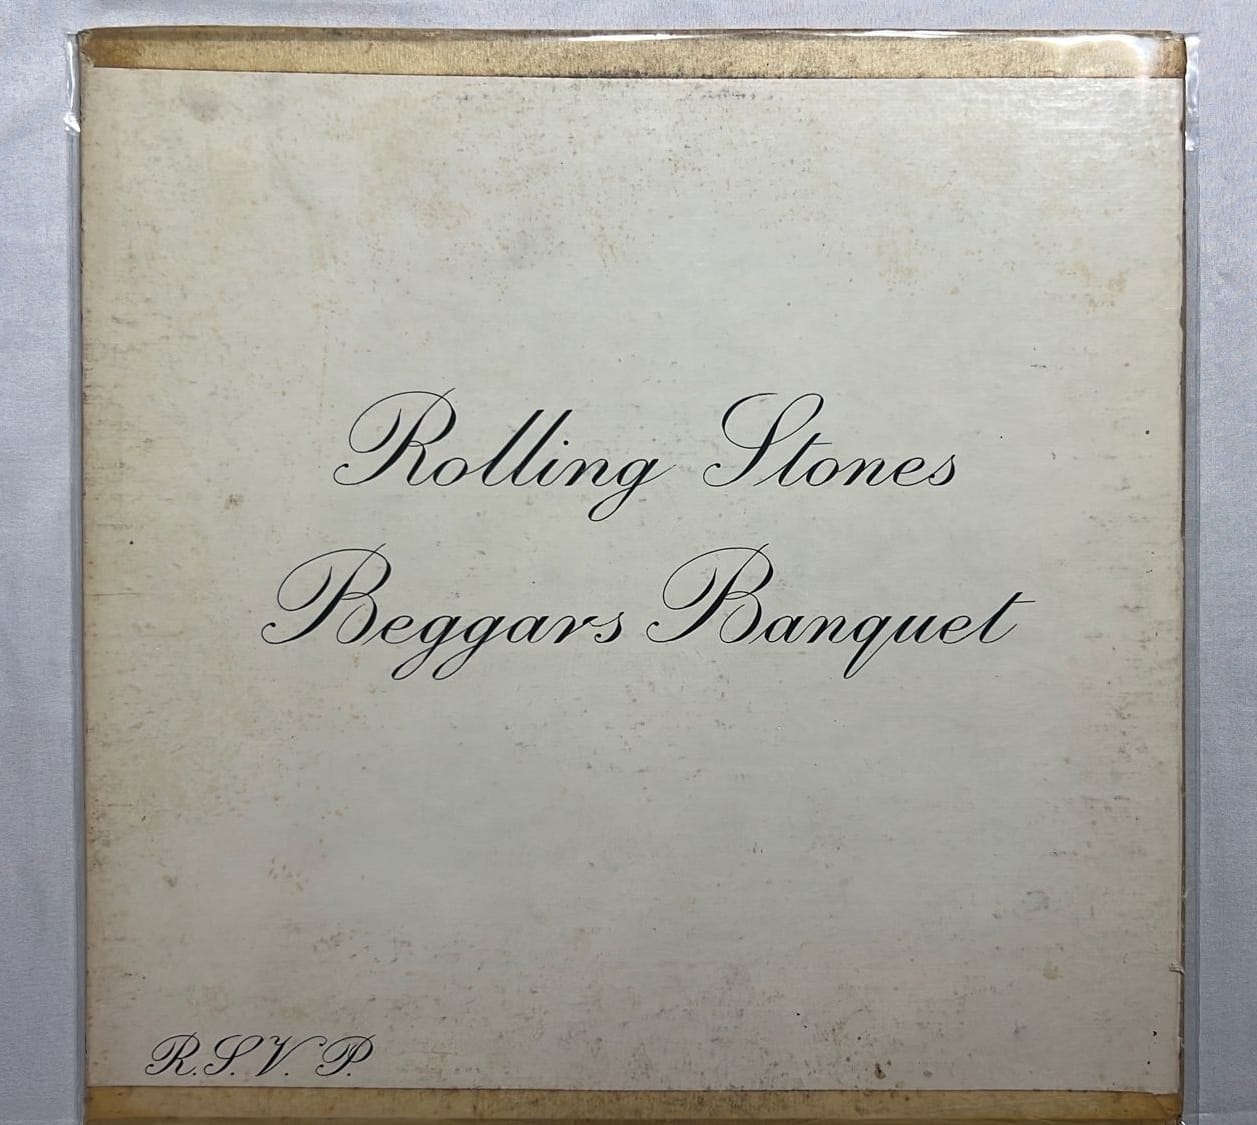 Rolling Stones
Beggars Banquet
R.S.V.P.